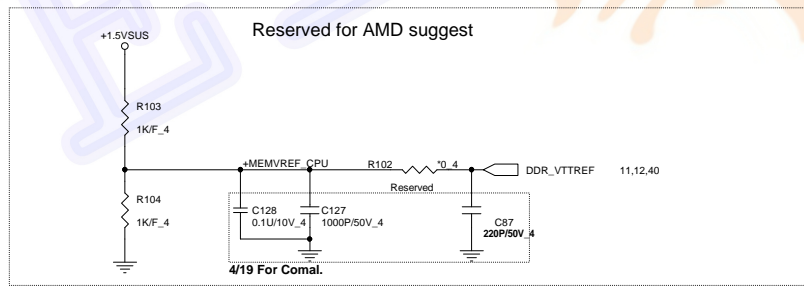 Reserved for AMD suggest
+1.5VSUS
R103
1K/F_4
+MEMVREF_CPU
R102
*0_4
DDR_VTTREF
11,12,40
Reserved
R104
1K/F_4
C128
0.1U/10V_4
C127
1000P/50V_4
C87
220P/50V_4
4/19 For Comal.